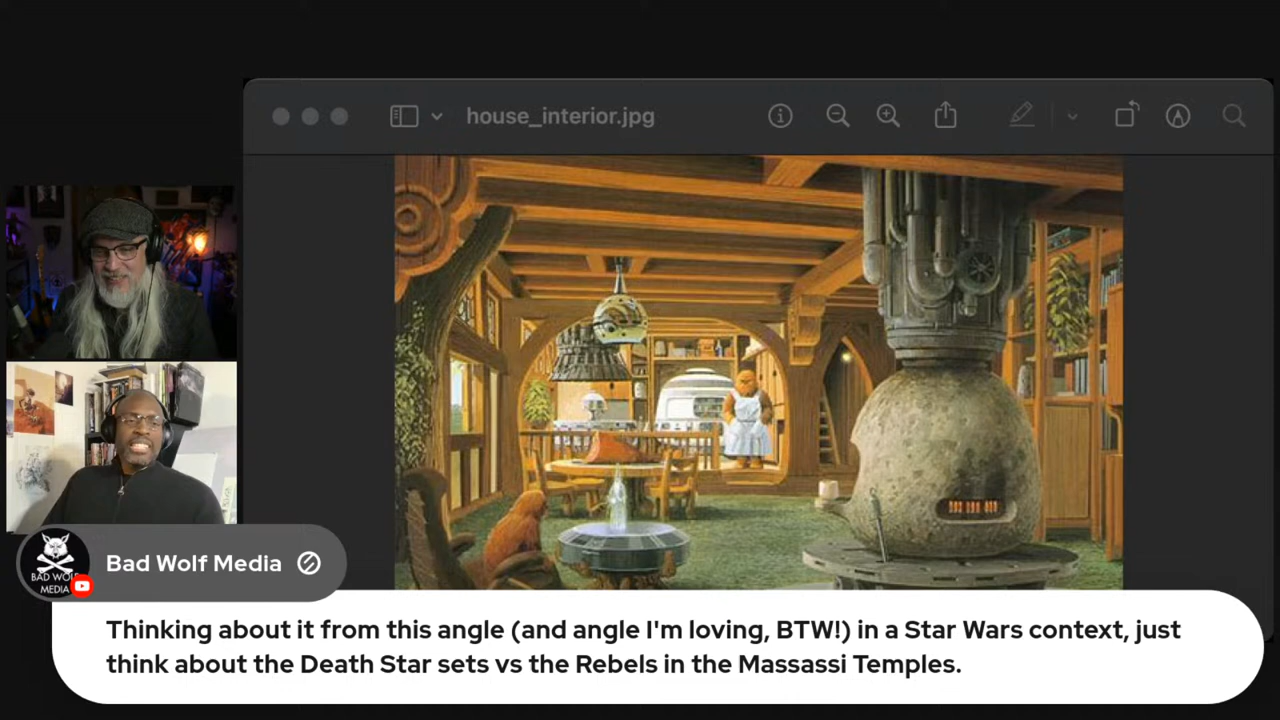 house_interior.jpg
BAD WOLF
MEDIA
Bad Wolf Media
Thinking about it from this angle (and angle I'm loving, BTW!) in a Star Wars context, just
think about the Death Star sets vs the Rebels in the Massassi Temples.